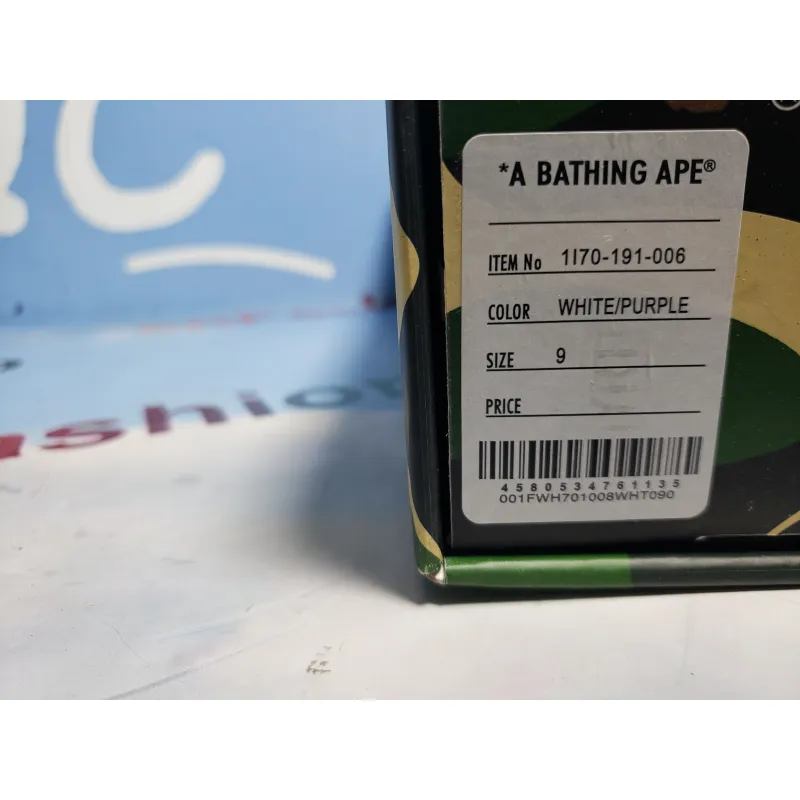 *A BATHING APE®
ITEM No 1I70-191-006
COLOR WHITE/PURPLE
SIZE 9
PRICE
4580534761135
001FWH701008WHT090